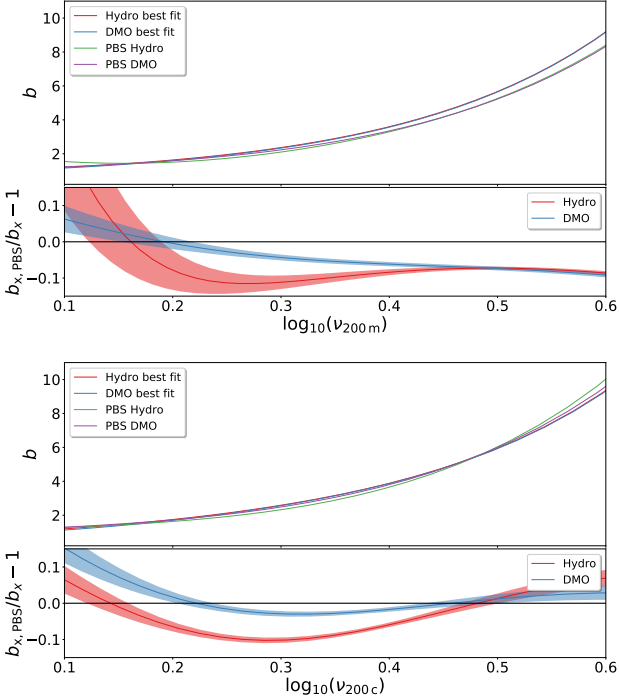 10
8
6
4
2
b
Hydro best fit
DMO best fit
PBS Hydro
PBS DMO
0.1
0.0
−0.1
b_{x, PBS}/b_x − 1
Hydro
DMO
0.1 0.2 0.3 0.4 0.5 0.6
log₁₀(ν_{200 m})
10
8
6
4
2
b
Hydro best fit
DMO best fit
PBS Hydro
PBS DMO
0.1
0.0
−0.1
b_{x, PBS}/b_x − 1
Hydro
DMO
0.1 0.2 0.3 0.4 0.5 0.6
log₁₀(ν_{200 c})